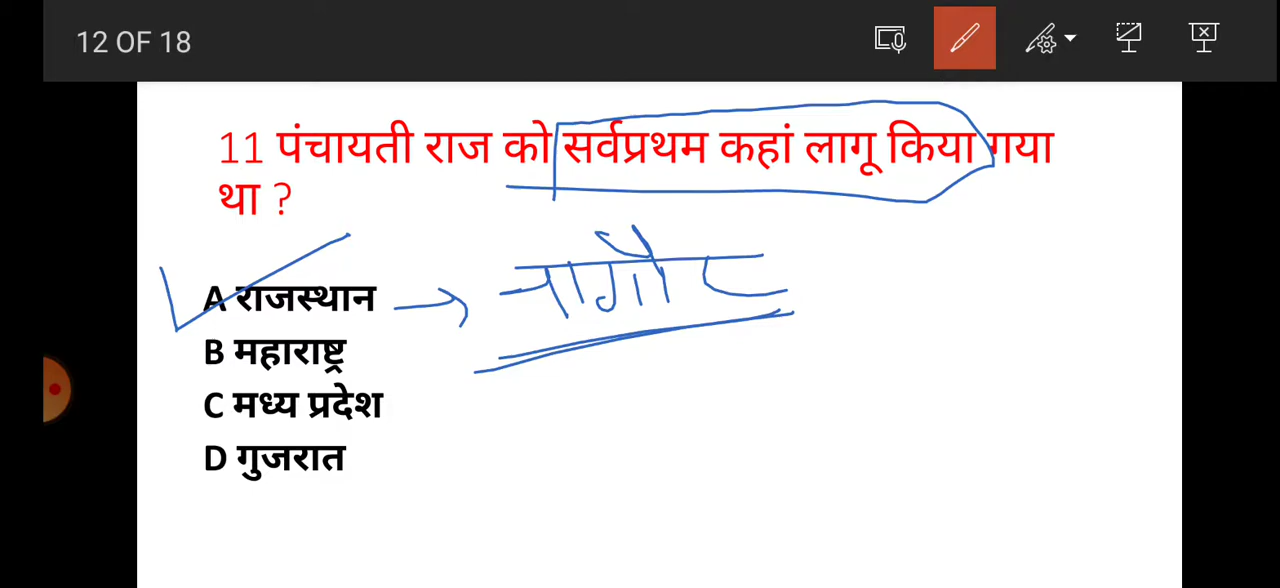 12 OF 18
11 पंचायती राज को सर्वप्रथम कहां लागू किया गया
था ?
A राजस्थान → नागौर
B महाराष्ट्र
C मध्य प्रदेश
D गुजरात